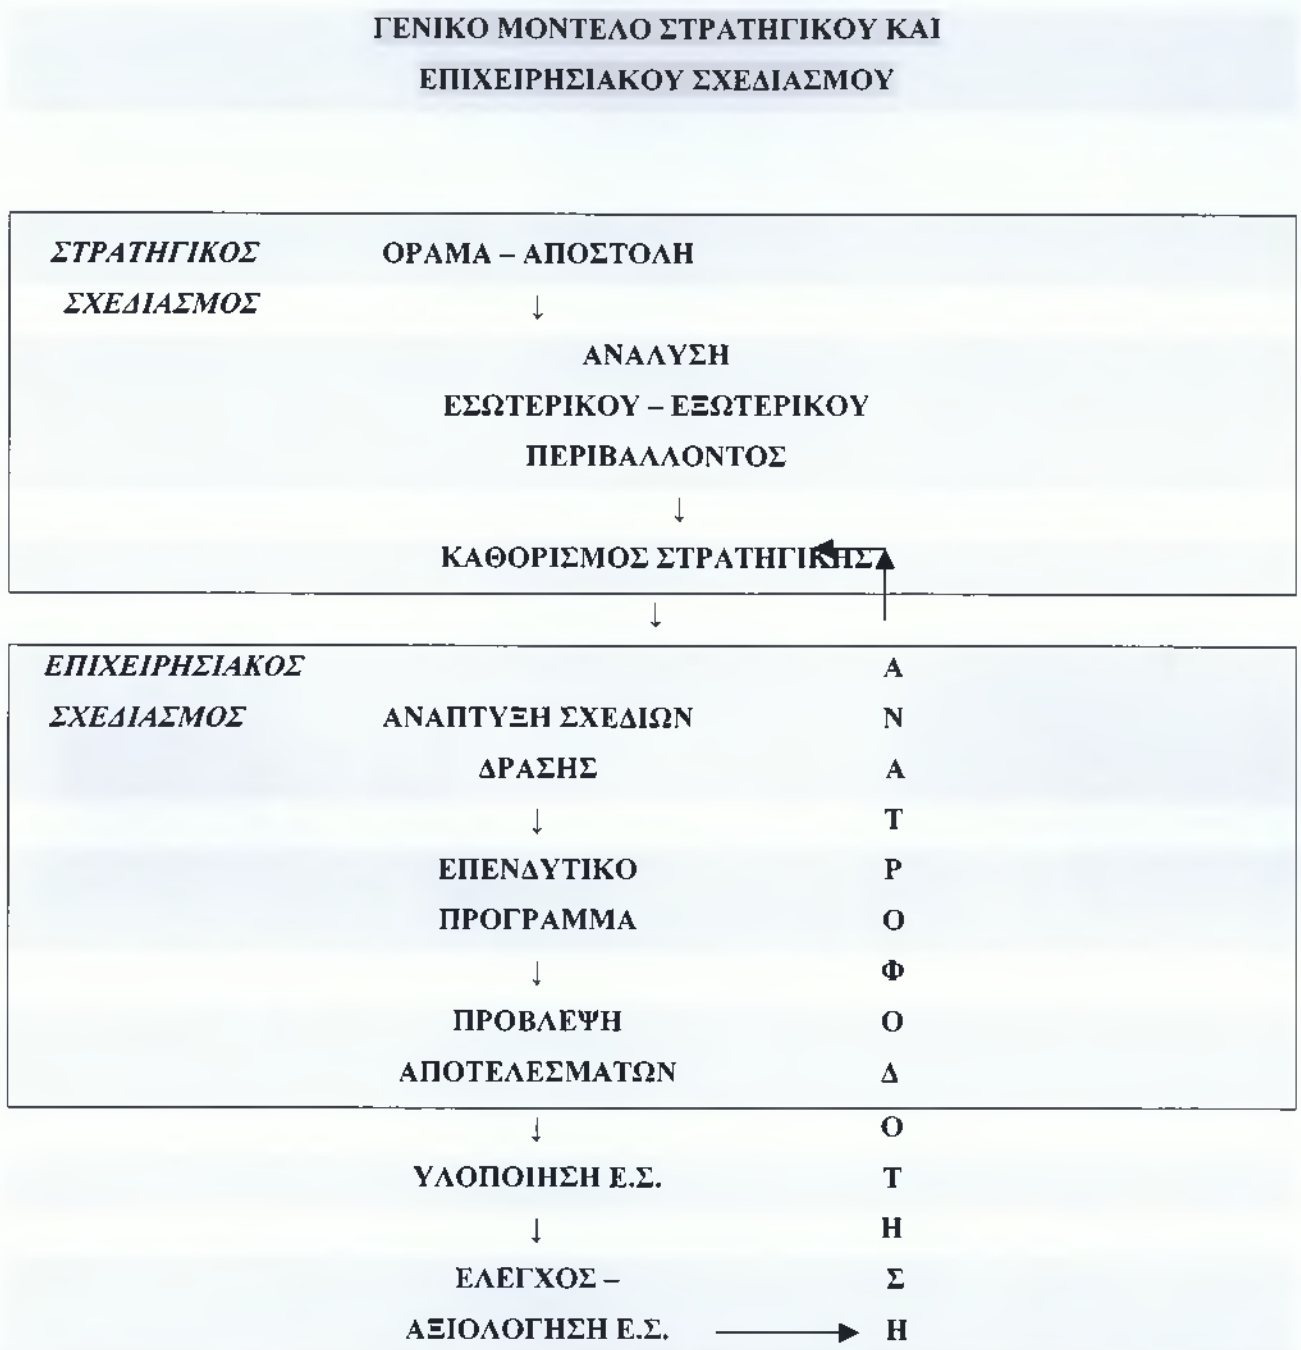 ΓΕΝΙΚΟ ΜΟΝΤΕΛΟ ΣΤΡΑΤΗΓΙΚΟΥ ΚΑΙ
ΕΠΙΧΕΙΡΗΣΙΑΚΟΥ ΣΧΕΔΙΑΣΜΟΥ
ΣΤΡΑΤΗΓΙΚΟΣ ΟΡΑΜΑ – ΑΠΟΣΤΟΛΗ
ΣΧΕΔΙΑΣΜΟΣ ↓
ΑΝΑΛΥΣΗ
ΕΣΩΤΕΡΙΚΟΥ – ΕΞΩΤΕΡΙΚΟΥ
ΠΕΡΙΒΑΛΛΟΝΤΟΣ
↓
ΚΑΘΟΡΙΣΜΟΣ ΣΤΡΑΤΗΓΙΚΗΣ
↓
ΕΠΙΧΕΙΡΗΣΙΑΚΟΣ Α
ΣΧΕΔΙΑΣΜΟΣ ΑΝΑΠΤΥΞΗ ΣΧΕΔΙΩΝ Ν
ΔΡΑΣΗΣ Α
↓ Τ
ΕΠΕΝΔΥΤΙΚΟ Ρ
ΠΡΟΓΡΑΜΜΑ Ο
↓ Φ
ΠΡΟΒΛΕΨΗ Ο
ΑΠΟΤΕΛΕΣΜΑΤΩΝ Δ
↓ Ο
ΥΛΟΠΟΙΗΣΗ Ε.Σ. Τ
↓ Η
ΕΛΕΓΧΟΣ – Σ
ΑΞΙΟΛΟΓΗΣΗ Ε.Σ. Η